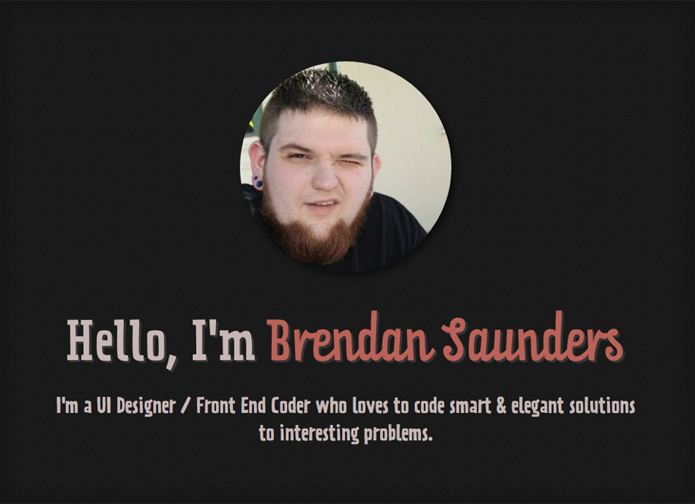 Hello, I'm Brendan Saunders
I'm a UI Designer / Front End Coder who loves to code smart & elegant solutions
to interesting problems.